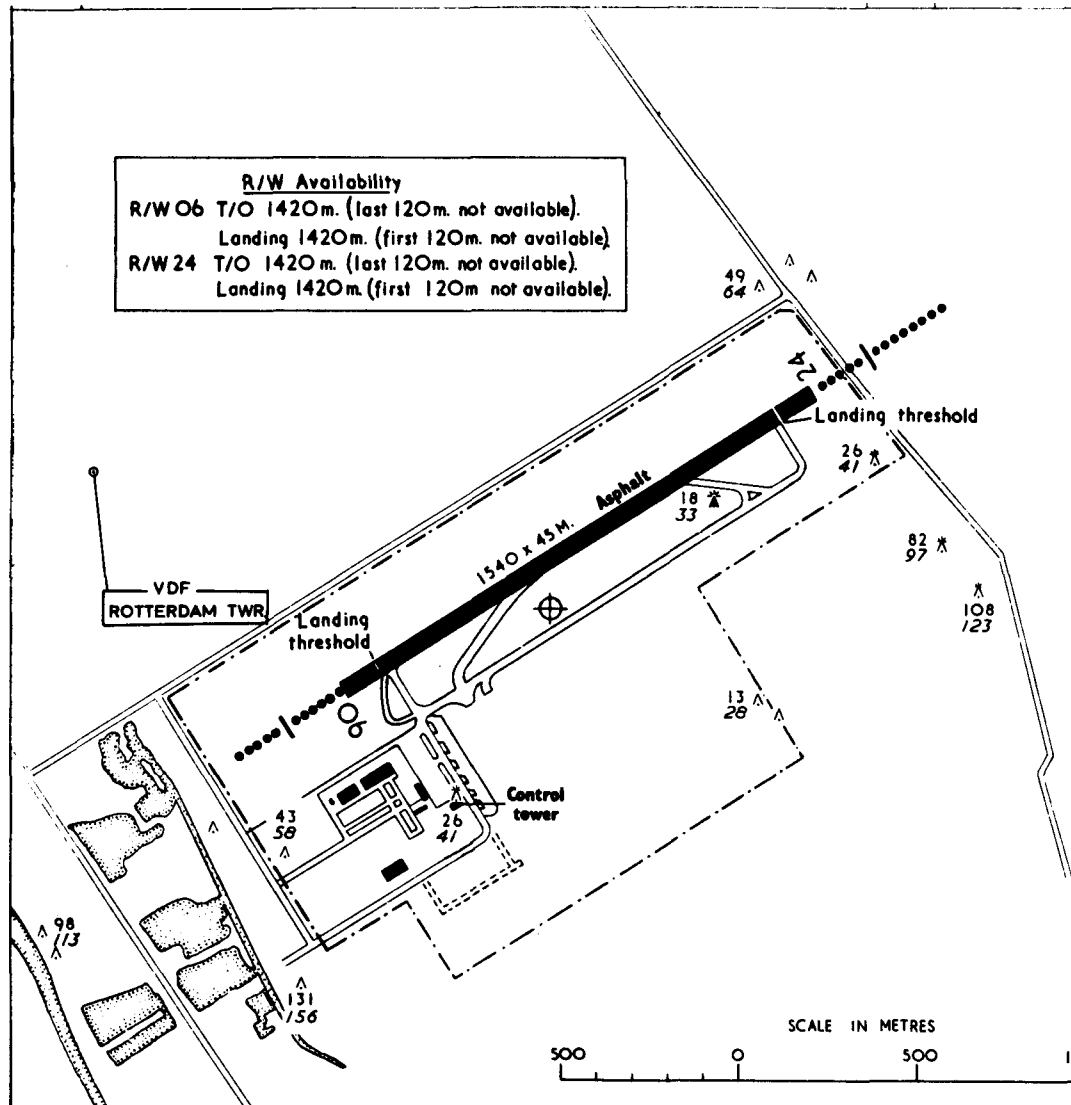 R/W Availability
R/W 06 T/O 1420m. (last 120m. not available).
Landing 1420m. (first 120m. not available).
R/W 24 T/O 1420m. (last 120m. not available).
Landing 1420m. (first 120m not available).
49
64
24
Landing threshold
26
41
Asphalt
18
33
1540 x 45 M.
82
97
VDF
ROTTERDAM TWR.
108
123
Landing
threshold
06
13
28
Control
tower
26
41
43
58
98
113
131
156
SCALE IN METRES
500 0 500 1